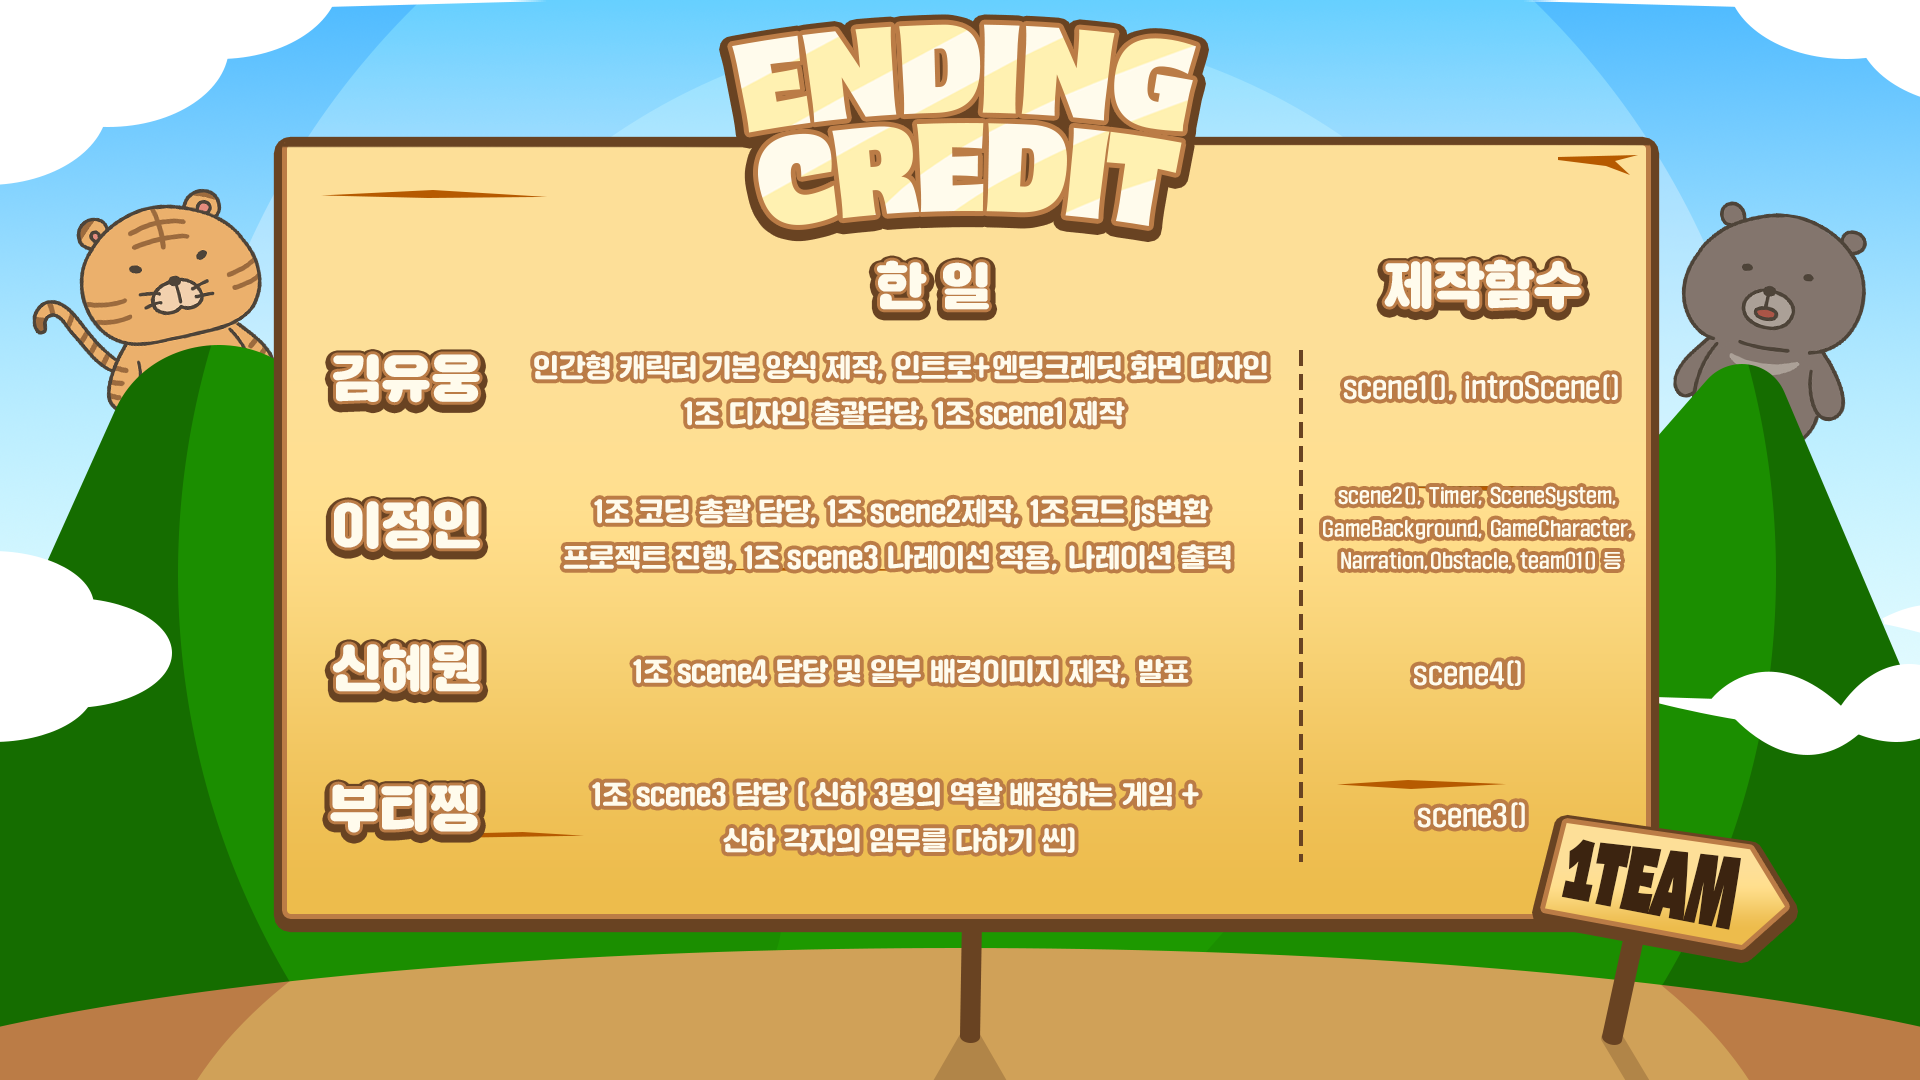 ENDING
CREDIT
한 일
제작함수
김유웅
인간형 캐릭터 기본 양식 제작, 인트로+엔딩크레딧 화면 디자인
1조 디자인 총괄담당, 1조 scene1 제작
scene1(), introScene()
이정인
1조 코딩 총괄 담당, 1조 scene2제작, 1조 코드 js변환
프로젝트 진행, 1조 scene3 나레이선 적용, 나레이션 출력
scene2(), Timer, SceneSystem,
GameBackground, GameCharacter,
Narration,Obstacle, team01() 등
신혜원
1조 scene4 담당 및 일부 배경이미지 제작, 발표
scene4()
부티찡
1조 scene3 담당 ( 신하 3명의 역할 배정하는 게임 +
신하 각자의 임무를 다하기 씬)
scene3()
1TEAM